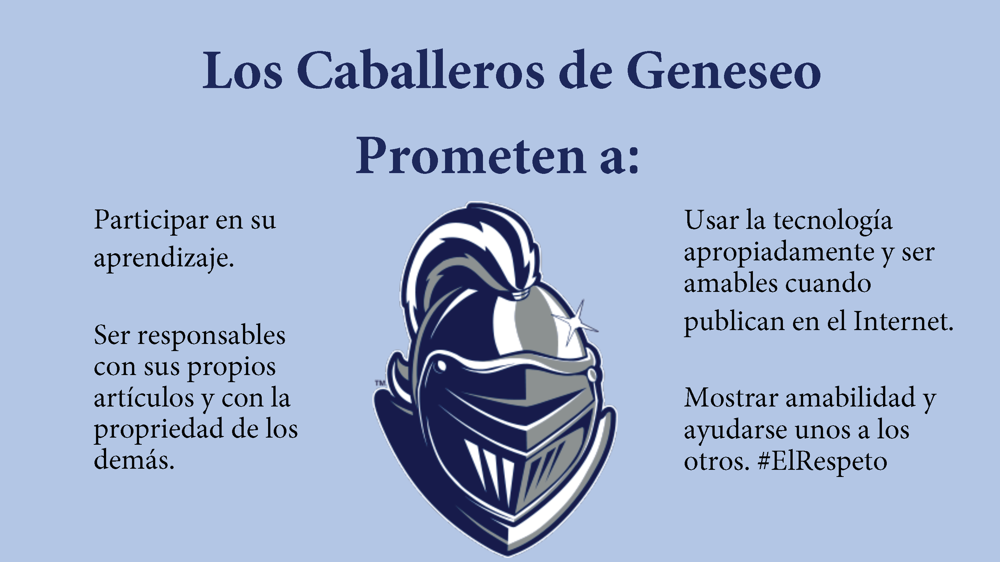 Los Caballeros de Geneseo
Prometen a:
Participar en su
aprendizaje.
Ser responsables
con sus propios
artículos y con la
propriedad de los
demás.
TM
Usar la tecnología
apropiadamente y ser
amables cuando
publican en el Internet.
Mostrar amabilidad y
ayudarse unos a los
otros. #ElRespeto